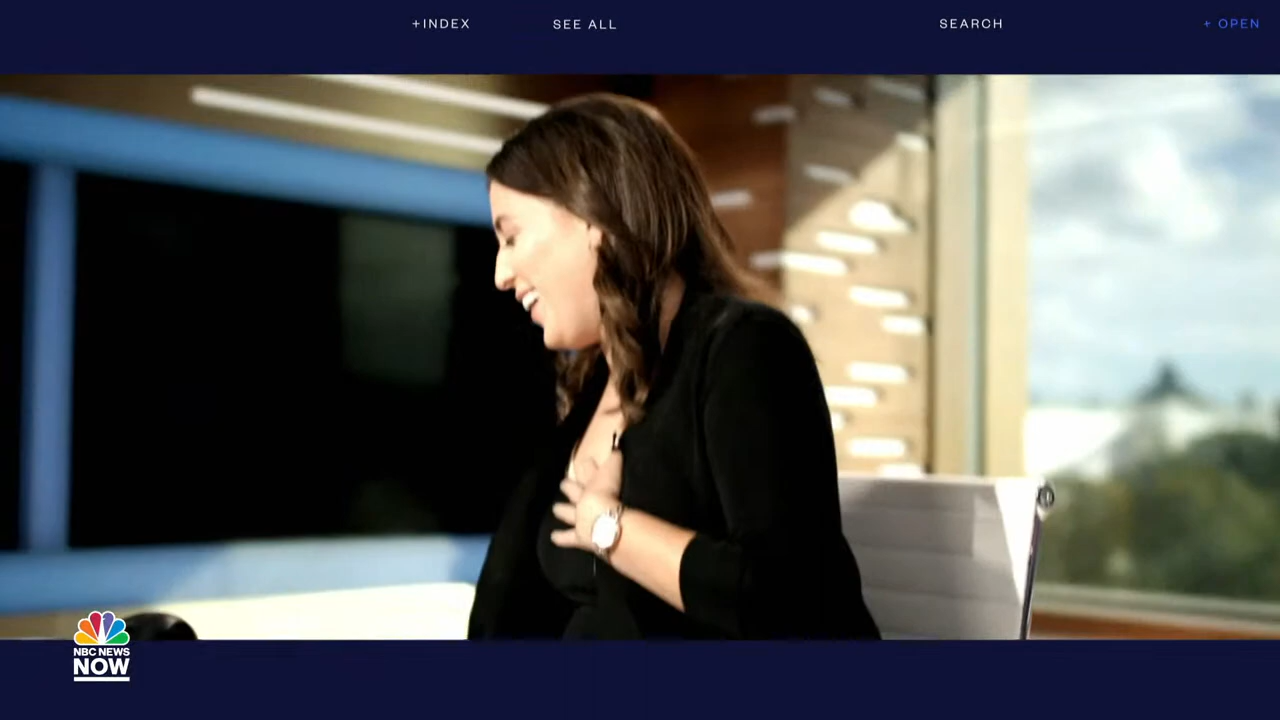 +INDEX
SEE ALL
SEARCH
+ OPEN
NBC NEWS
NOW